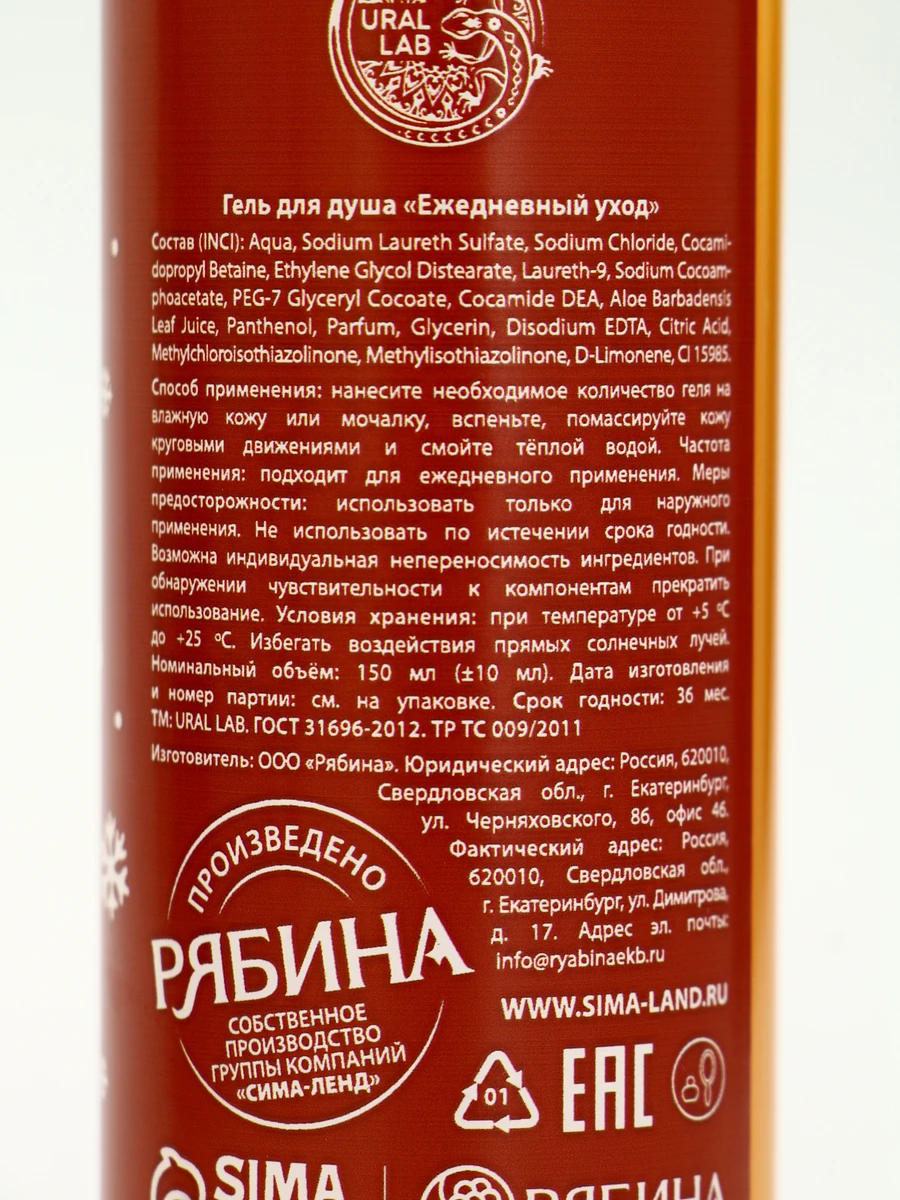 URAL
LAB
Гель для душа «Ежедневный уход»
Состав (INCI): Aqua, Sodium Laureth Sulfate, Sodium Chloride, Cocami-
dopropyl Betaine, Ethylene Glycol Distearate, Laureth-9, Sodium Cocoam-
phoacetate, PEG-7 Glyceryl Cocoate, Cocamide DEA, Aloe Barbadensis
Leaf Juice, Panthenol, Parfum, Glycerin, Disodium EDTA, Citric Acid,
Methylchloroisothiazolinone, Methylisothiazolinone, D-Limonene, CI 15985.
Способ применения: нанесите необходимое количество геля на
влажную кожу или мочалку, вспеньте, помассируйте кожу
круговыми движениями и смойте тёплой водой. Частота
применения: подходит для ежедневного применения. Меры
предосторожности: использовать только для наружного
применения. Не использовать по истечении срока годности.
Возможна индивидуальная непереносимость ингредиентов. При
обнаружении чувствительности к компонентам прекратить
использование. Условия хранения: при температуре от +5 ºC
до +25 ºC. Избегать воздействия прямых солнечных лучей.
Номинальный объём: 150 мл (±10 мл). Дата изготовления
и номер партии: см. на упаковке. Срок годности: 36 мес.
TM: URAL LAB. ГОСТ 31696-2012. ТР ТС 009/2011
Изготовитель: ООО «Рябина». Юридический адрес: Россия, 620010,
Свердловская обл., г. Екатеринбург,
ул. Черняховского, 86, офис 46.
Фактический адрес: Россия,
620010, Свердловская обл.,
г. Екатеринбург, ул. Димитрова,
д. 17. Адрес эл. почты:
info@ryabinaekb.ru
WWW.SIMA-LAND.RU
ПРОИЗВЕДЕНО
РЯБИНА
СОБСТВЕННОЕ
ПРОИЗВОДСТВО
ГРУППЫ КОМПАНИЙ
«СИМА-ЛЕНД»
01
EAC
SIMA
РЯБИНА